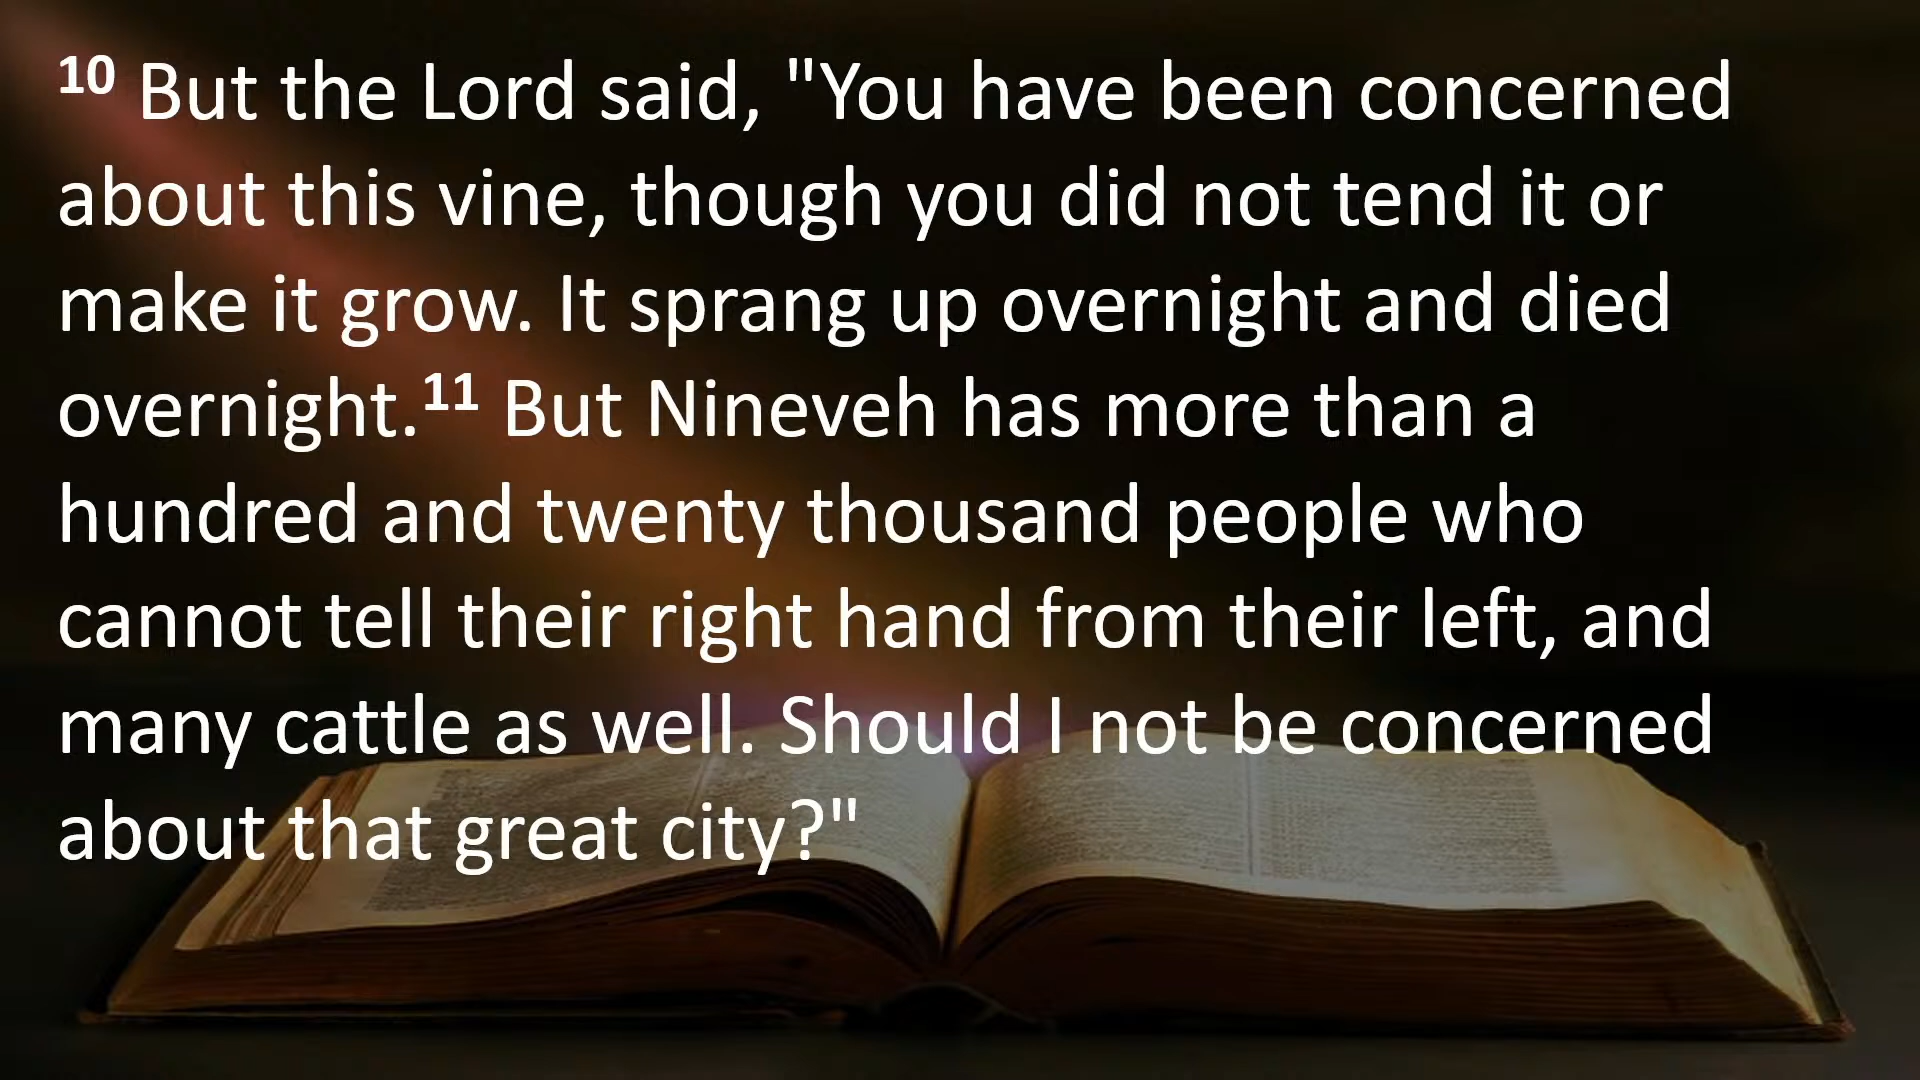 10 But the Lord said, "You have been concerned
about this vine, though you did not tend it or
make it grow. It sprang up overnight and died
overnight.11 But Nineveh has more than a
hundred and twenty thousand people who
cannot tell their right hand from their left, and
many cattle as well. Should I not be concerned
about that great city?"